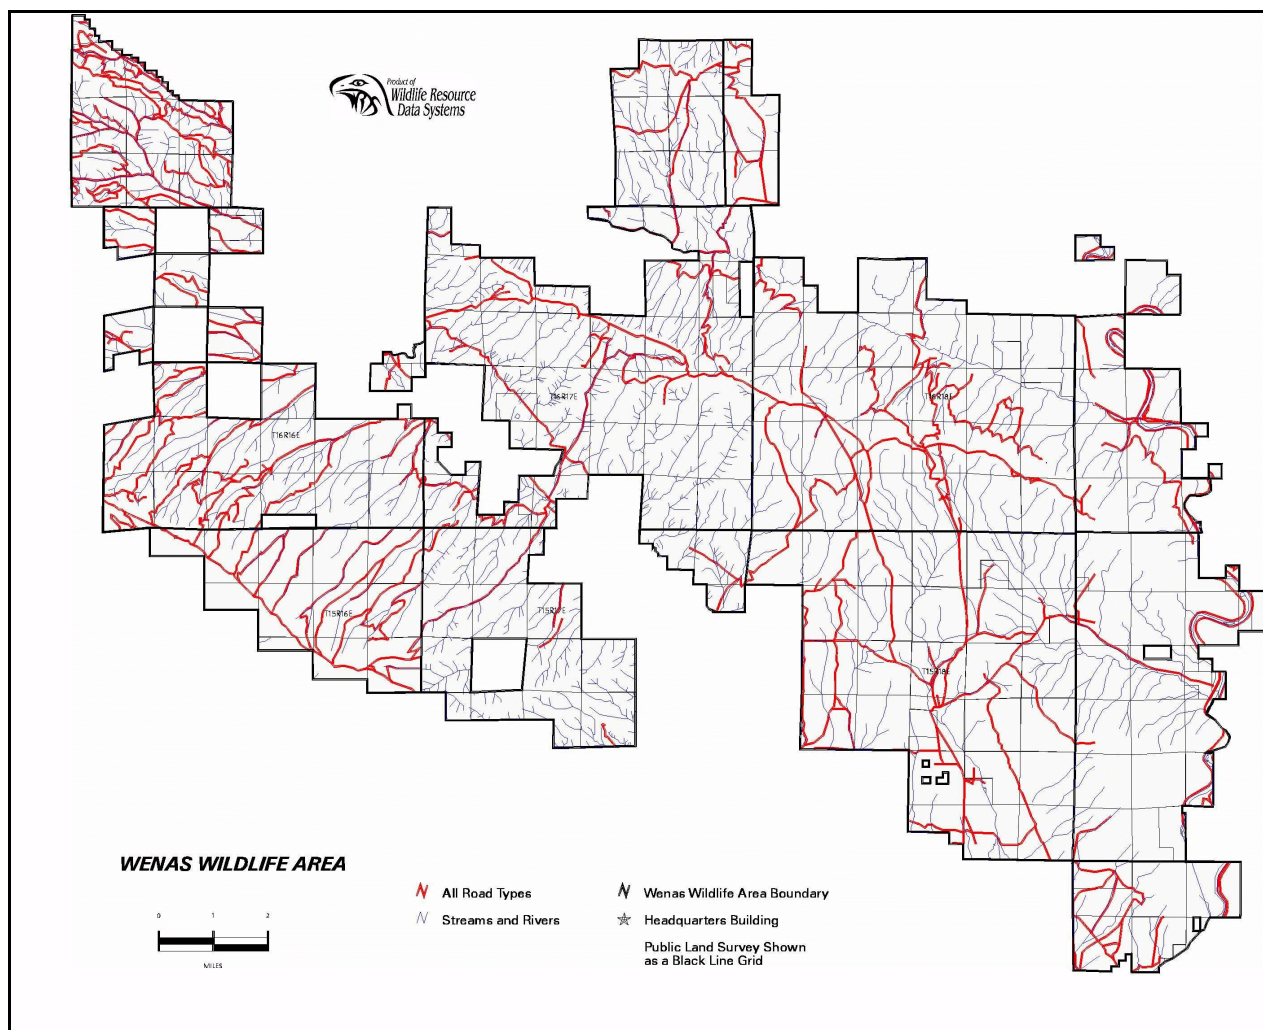 Product of
Wildlife Resource
Data Systems
T16R17E
T16R18E
T16R16E
T15R16E
T15R17E
T15R18E
WENAS WILDLIFE AREA
0 1 2
MILES
All Road Types
Streams and Rivers
Wenas Wildlife Area Boundary
Headquarters Building
Public Land Survey Shown
as a Black Line Grid